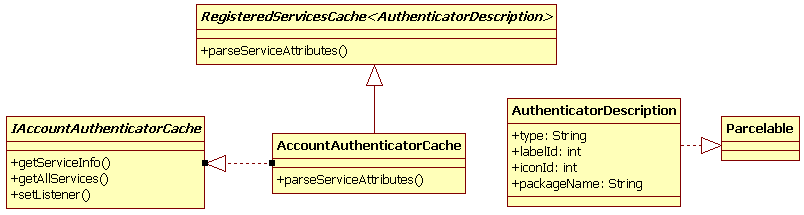 RegisteredServicesCache<AuthenticatorDescription>
+parseServiceAttributes()
IAccountAuthenticatorCache
+getServiceInfo()
+getAllServices()
+setListener()
AccountAuthenticatorCache
+parseServiceAttributes()
AuthenticatorDescription
+type: String
+labelId: int
+iconId: int
+packageName: String
Parcelable